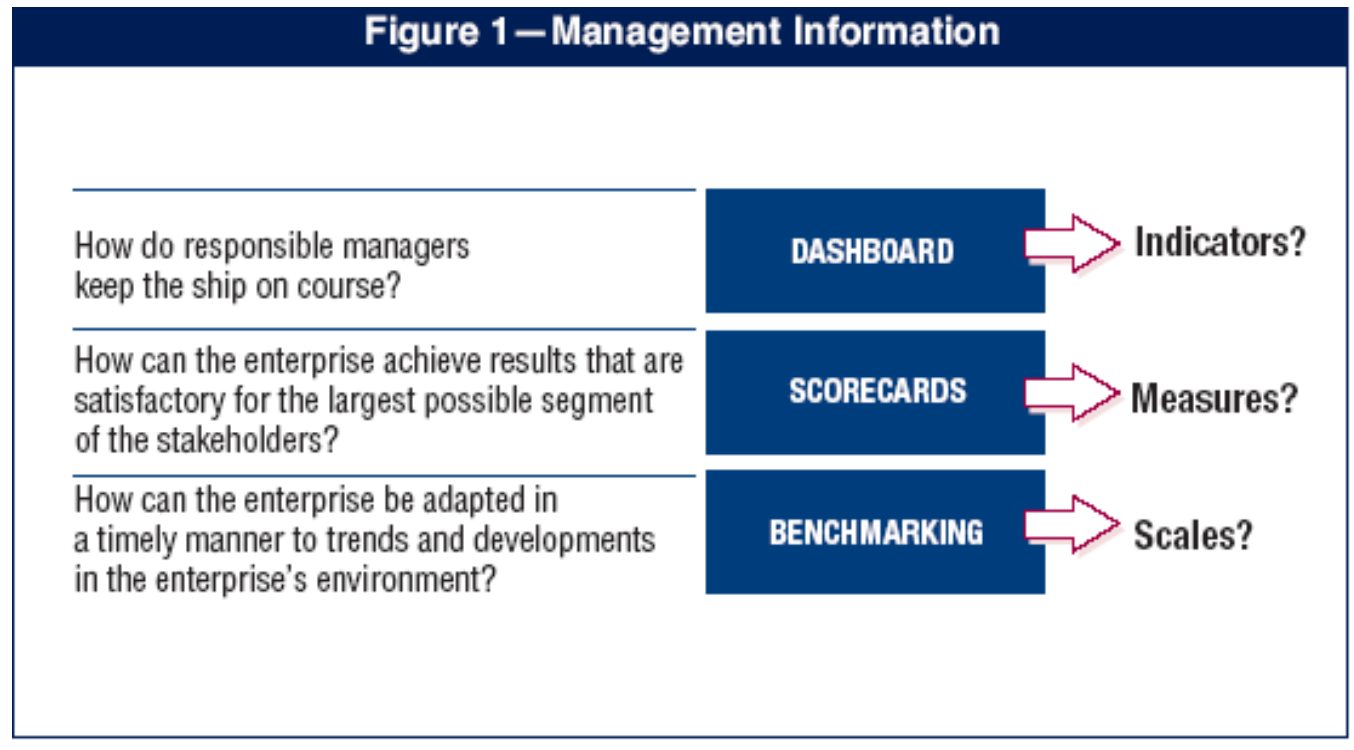 Figure 1—Management Information
How do responsible managers
keep the ship on course?
DASHBOARD
Indicators?
How can the enterprise achieve results that are
satisfactory for the largest possible segment
of the stakeholders?
SCORECARDS
Measures?
How can the enterprise be adapted in
a timely manner to trends and developments
in the enterprise's environment?
BENCHMARKING
Scales?